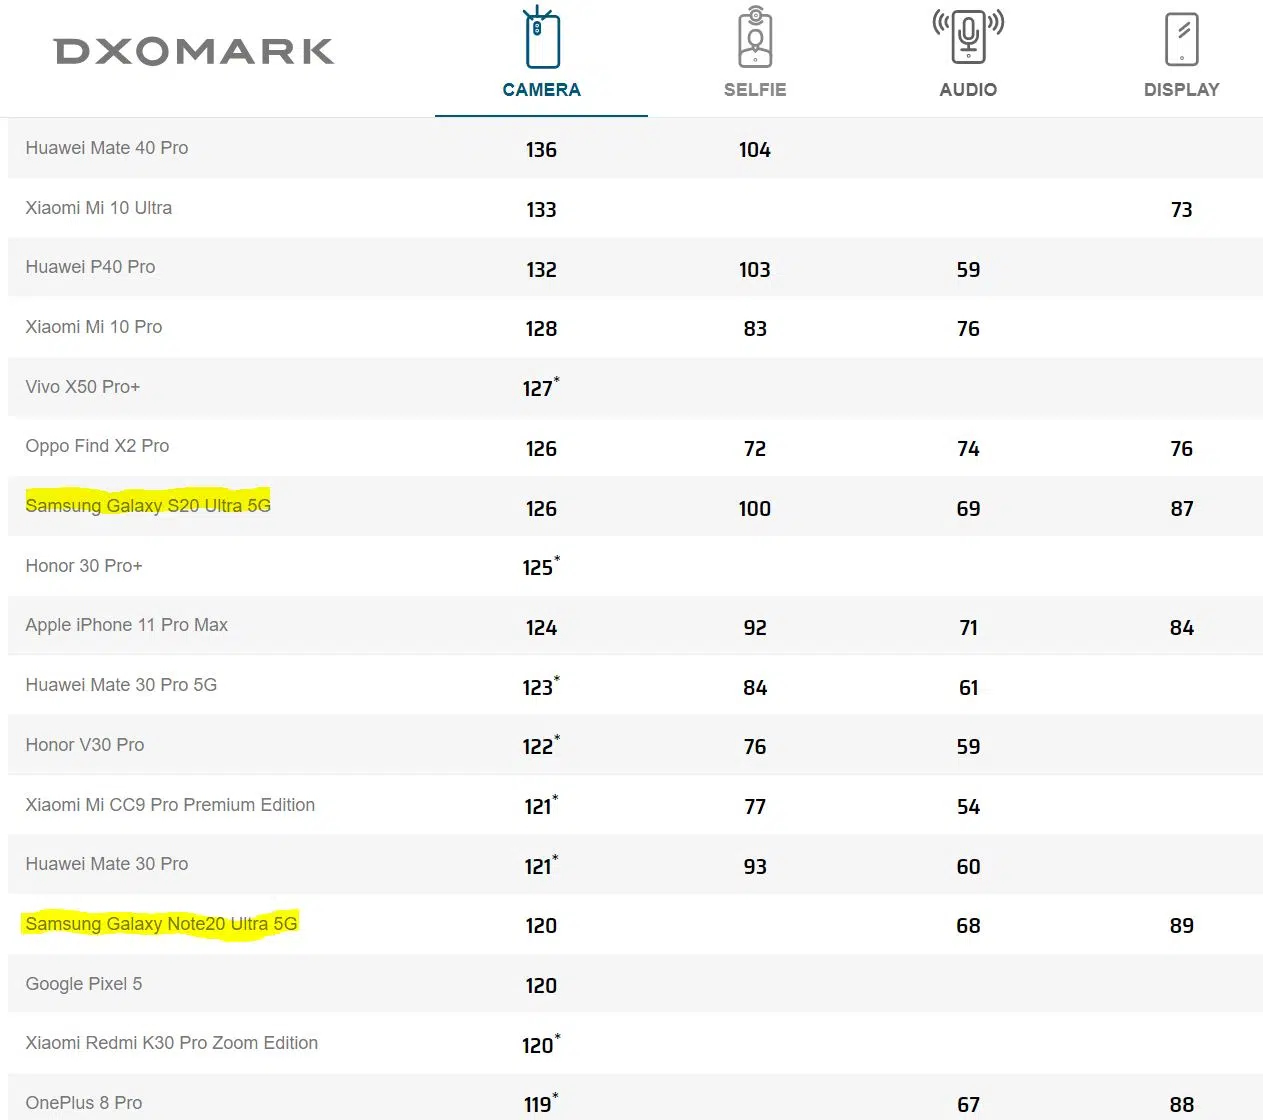 DXOMARK
CAMERA SELFIE AUDIO DISPLAY
Huawei Mate 40 Pro 136 104
Xiaomi Mi 10 Ultra 133 73
Huawei P40 Pro 132 103 59
Xiaomi Mi 10 Pro 128 83 76
Vivo X50 Pro+ 127*
Oppo Find X2 Pro 126 72 74 76
Samsung Galaxy S20 Ultra 5G 126 100 69 87
Honor 30 Pro+ 125*
Apple iPhone 11 Pro Max 124 92 71 84
Huawei Mate 30 Pro 5G 123* 84 61
Honor V30 Pro 122* 76 59
Xiaomi Mi CC9 Pro Premium Edition 121* 77 54
Huawei Mate 30 Pro 121* 93 60
Samsung Galaxy Note20 Ultra 5G 120 68 89
Google Pixel 5 120
Xiaomi Redmi K30 Pro Zoom Edition 120*
OnePlus 8 Pro 119* 67 88